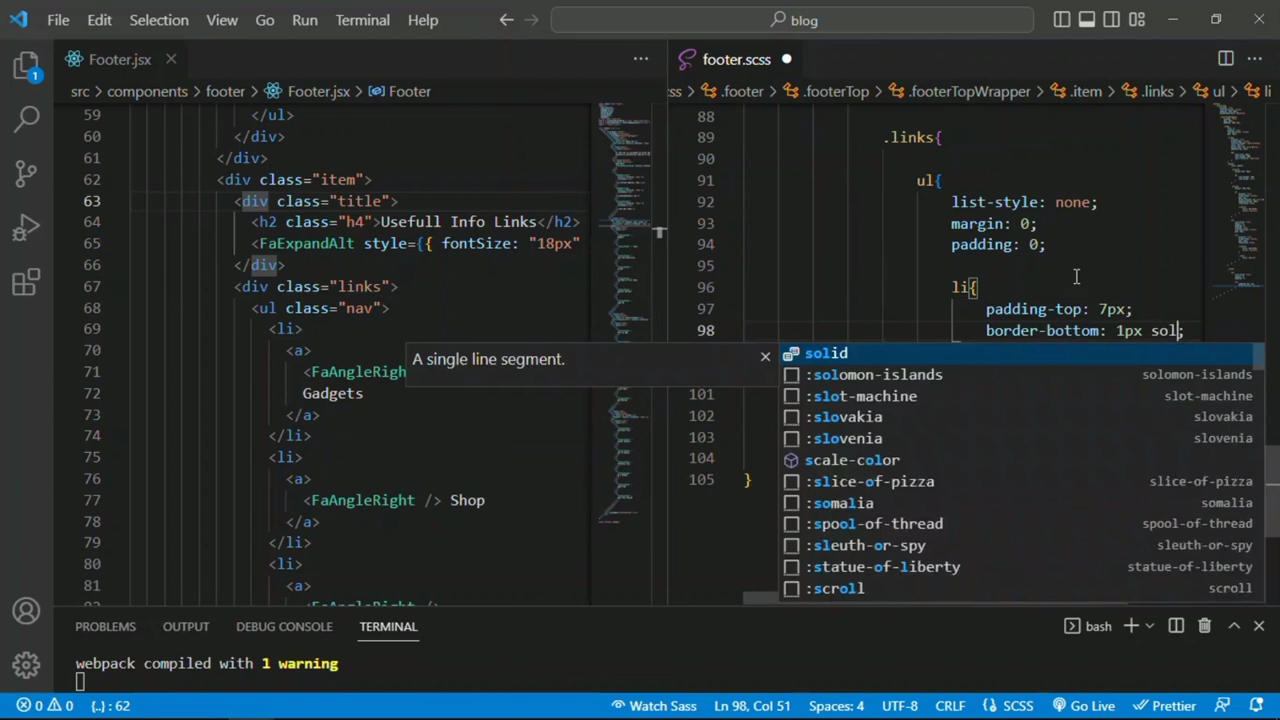 File Edit Selection View Go Run Terminal Help
blog
Footer.jsx
footer.scss
1
src components footer Footer.jsx Footer
ss .footer .footerTop .footerTopWrapper .item .links ul li
59 </ul>
60 </div>
61 </div>
62 <div class="item">
63 <div class="title">
64 <h2 class="h4">Usefull Info Links</h2>
65 <FaExpandAlt style={{ fontSize: "18px"
66 </div>
67 <div class="links">
68 <ul class="nav">
69 <li>
70 <a>
71 <FaAngleRigh
72 Gadgets
73 </a>
74 </li>
75 <li>
76 <a>
77 <FaAngleRight /> Shop
78 </a>
79 </li>
80 <li>
81 <a>
<FaAngleRight />
88
89 .links{
90
91 ul{
92 list-style: none;
93 margin: 0;
94 padding: 0;
95
96 li{
97 padding-top: 7px;
98 border-bottom: 1px sol;
101
102
103
104
105 }
A single line segment.
solid
:solomon-islands solomon-islands
:slot-machine slot-machine
:slovakia slovakia
:slovenia slovenia
scale-color
:slice-of-pizza slice-of-pizza
:somalia somalia
:spool-of-thread spool-of-thread
:sleuth-or-spy sleuth-or-spy
:statue-of-liberty statue-of-liberty
:scroll scroll
PROBLEMS OUTPUT DEBUG CONSOLE TERMINAL
bash
webpack compiled with 1 warning
0 0 {..} : 62 Watch Sass Ln 98, Col 51 Spaces: 4 UTF-8 CRLF SCSS Go Live Prettier